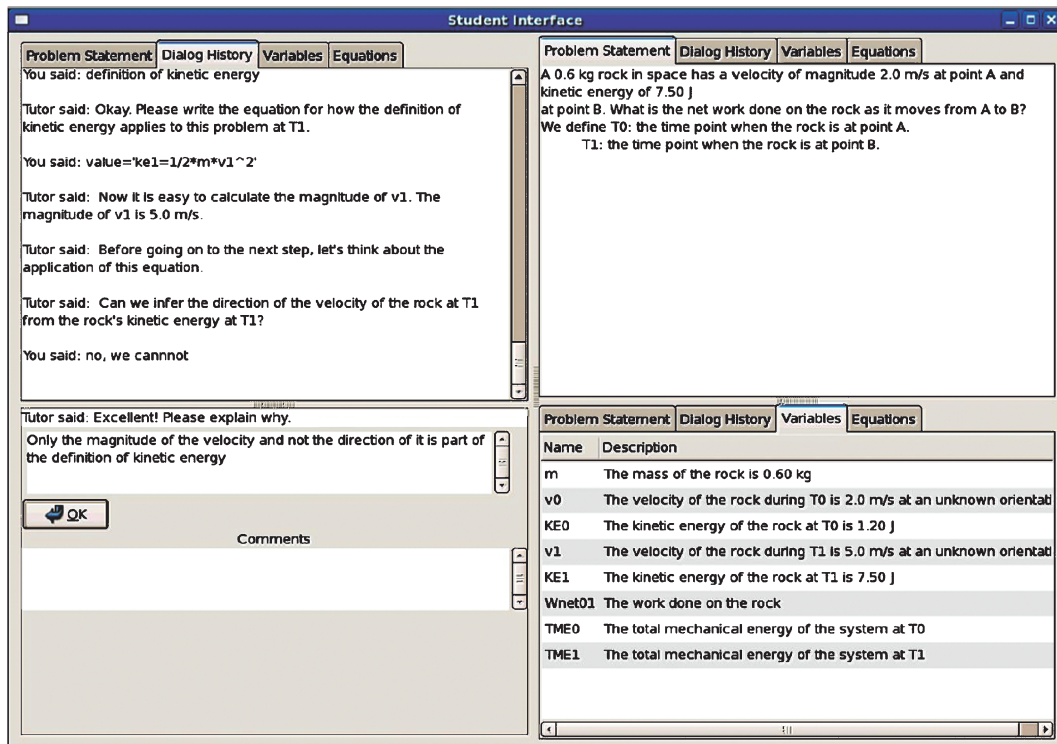 Student Interface
Problem Statement Dialog History Variables Equations
You said: definition of kinetic energy
Tutor said: Okay. Please write the equation for how the definition of
kinetic energy applies to this problem at T1.
You said: value='ke1=1/2*m*v1^2'
Tutor said: Now it is easy to calculate the magnitude of v1. The
magnitude of v1 is 5.0 m/s.
Tutor said: Before going on to the next step, let's think about the
application of this equation.
Tutor said: Can we infer the direction of the velocity of the rock at T1
from the rock's kinetic energy at T1?
You said: no, we cannnot
Tutor said: Excellent! Please explain why.
Only the magnitude of the velocity and not the direction of it is part of
the definition of kinetic energy
OK
Comments
Problem Statement Dialog History Variables Equations
A 0.6 kg rock in space has a velocity of magnitude 2.0 m/s at point A and
kinetic energy of 7.50 J
at point B. What is the net work done on the rock as it moves from A to B?
We define T0: the time point when the rock is at point A.
T1: the time point when the rock is at point B.
Problem Statement Dialog History Variables Equations
Name Description
m The mass of the rock is 0.60 kg
v0 The velocity of the rock during T0 is 2.0 m/s at an unknown orientati
KE0 The kinetic energy of the rock at T0 is 1.20 J
v1 The velocity of the rock during T1 is 5.0 m/s at an unknown orientati
KE1 The kinetic energy of the rock at T1 is 7.50 J
Wnet01 The work done on the rock
TME0 The total mechanical energy of the system at T0
TME1 The total mechanical energy of the system at T1